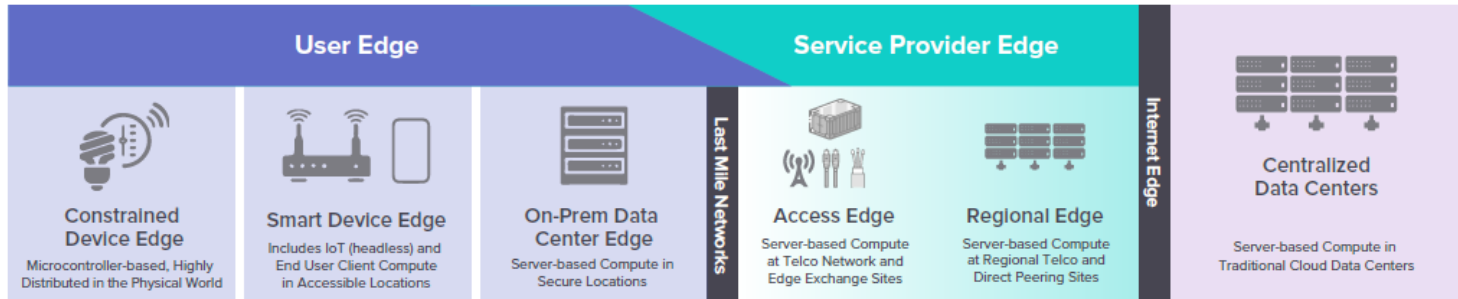 User Edge
Service Provider Edge
Constrained
Device Edge
Microcontroller-based, Highly
Distributed in the Physical World
Smart Device Edge
Includes IoT (headless) and
End User Client Compute
in Accessible Locations
On-Prem Data
Center Edge
Server-based Compute in
Secure Locations
Last Mile Networks
Access Edge
Server-based Compute
at Telco Network and
Edge Exchange Sites
Regional Edge
Server-based Compute
at Regional Telco and
Direct Peering Sites
Internet Edge
Centralized
Data Centers
Server-based Compute in
Traditional Cloud Data Centers